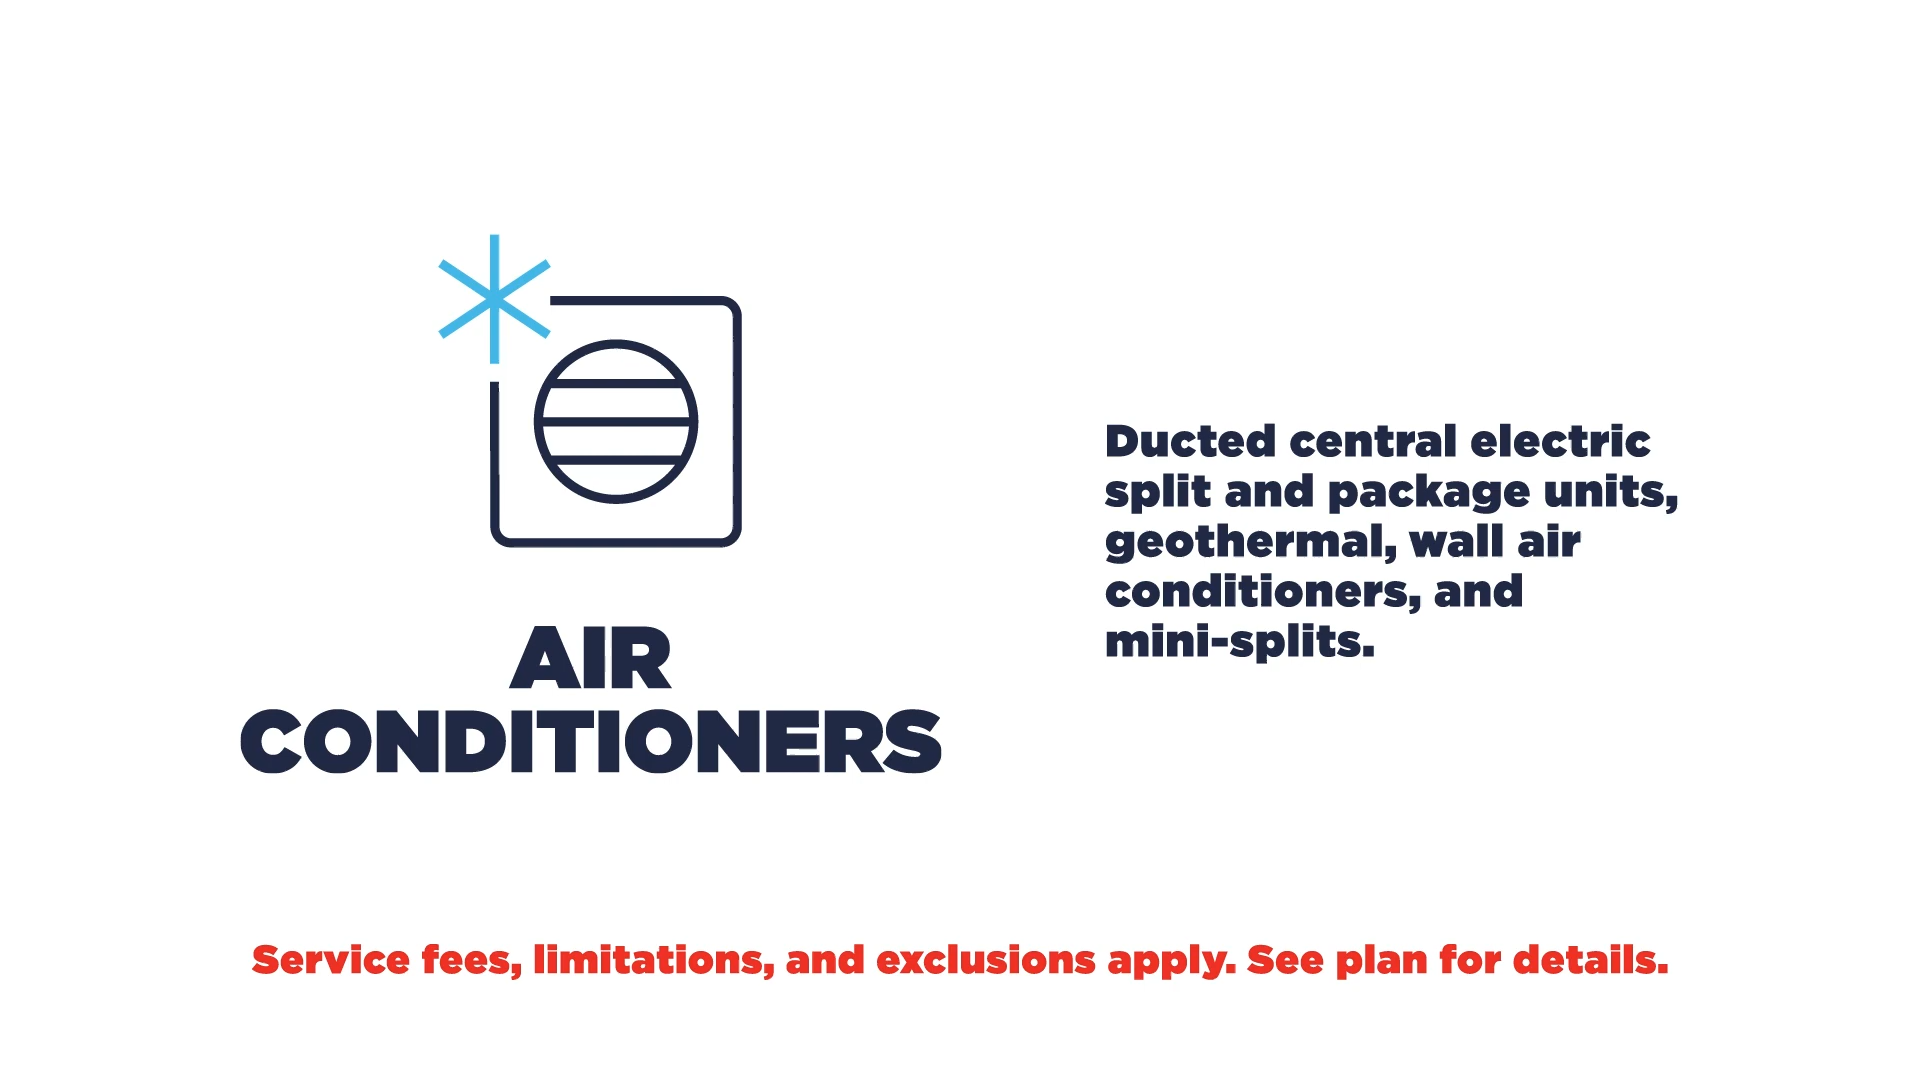 AIR
CONDITIONERS
Ducted central electric
split and package units,
geothermal, wall air
conditioners, and
mini-splits.
Service fees, limitations, and exclusions apply. See plan for details.